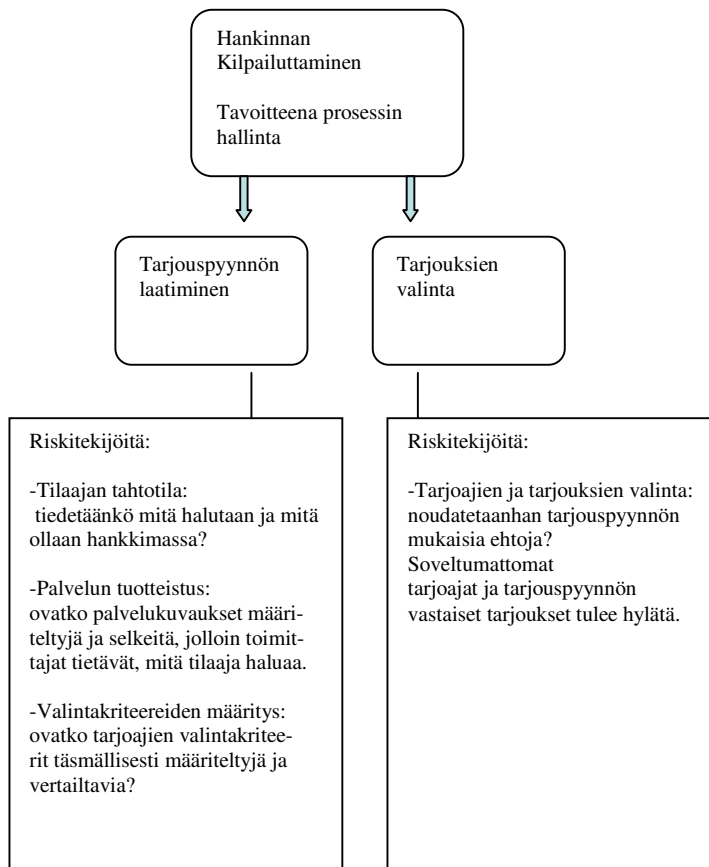 Hankinnan
Kilpailuttaminen
Tavoitteena prosessin
hallinta
Tarjouspyynnön
laatiminen
Tarjouksien
valinta
Riskitekijöitä:
-Tilaajan tahtotila:
tiedetäänkö mitä halutaan ja mitä
ollaan hankkimassa?
-Palvelun tuotteistus:
ovatko palvelukuvaukset määri-
teltyjä ja selkeitä, jolloin toimit-
tajat tietävät, mitä tilaaja haluaa.
-Valintakriteereiden määritys:
ovatko tarjoajien valintakritee-
rit täsmällisesti määriteltyjä ja
vertailtavia?
Riskitekijöitä:
-Tarjoajien ja tarjouksien valinta:
noudatetaanhan tarjouspyynnön
mukaisia ehtoja?
Soveltumattomat
tarjoajat ja tarjouspyynnön
vastaiset tarjoukset tulee hylätä.